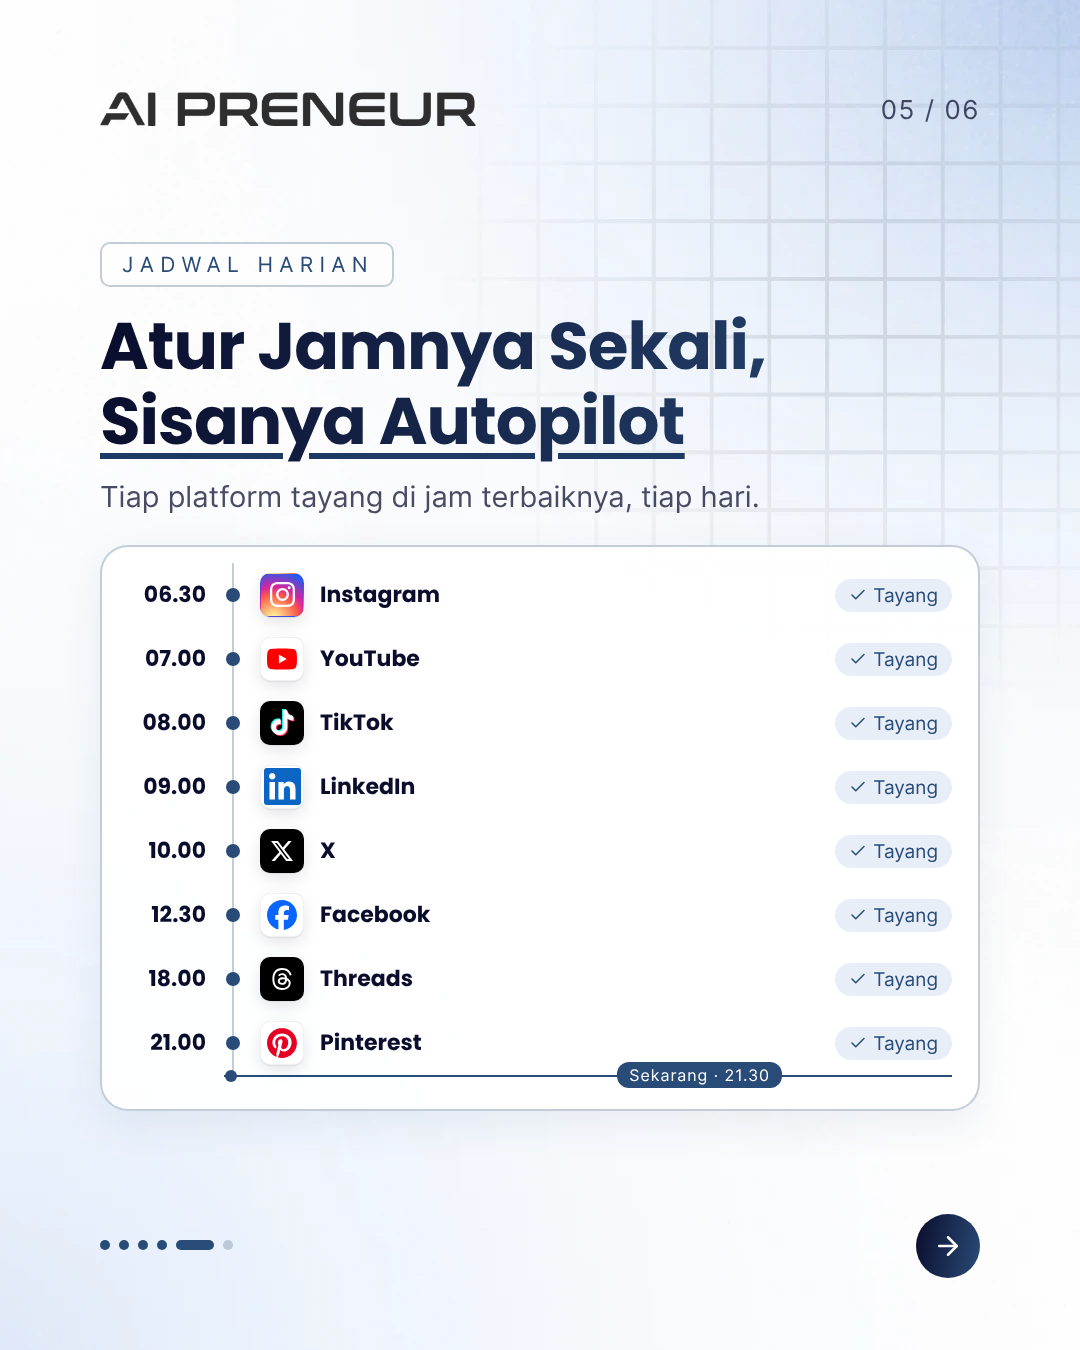 AI PRENEUR
05 / 06
JADWAL HARIAN
Atur Jamnya Sekali,
Sisanya Autopilot
Tiap platform tayang di jam terbaiknya, tiap hari.
06.30 Instagram ✓ Tayang
07.00 YouTube ✓ Tayang
08.00 TikTok ✓ Tayang
09.00 LinkedIn ✓ Tayang
10.00 X ✓ Tayang
12.30 Facebook ✓ Tayang
18.00 Threads ✓ Tayang
21.00 Pinterest ✓ Tayang
Sekarang · 21.30